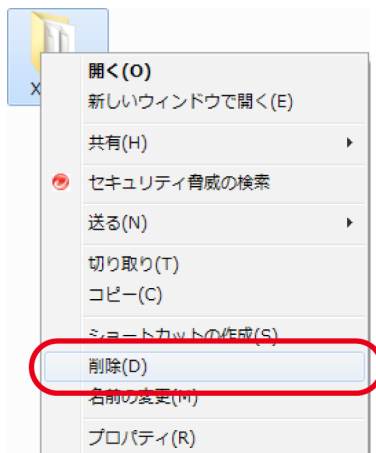 X
開く(O)
新しいウィンドウで開く(E)
共有(H)
セキュリティ脅威の検索
送る(N)
切り取り(T)
コピー(C)
ショートカットの作成(S)
削除(D)
名前の変更(M)
プロパティ(R)